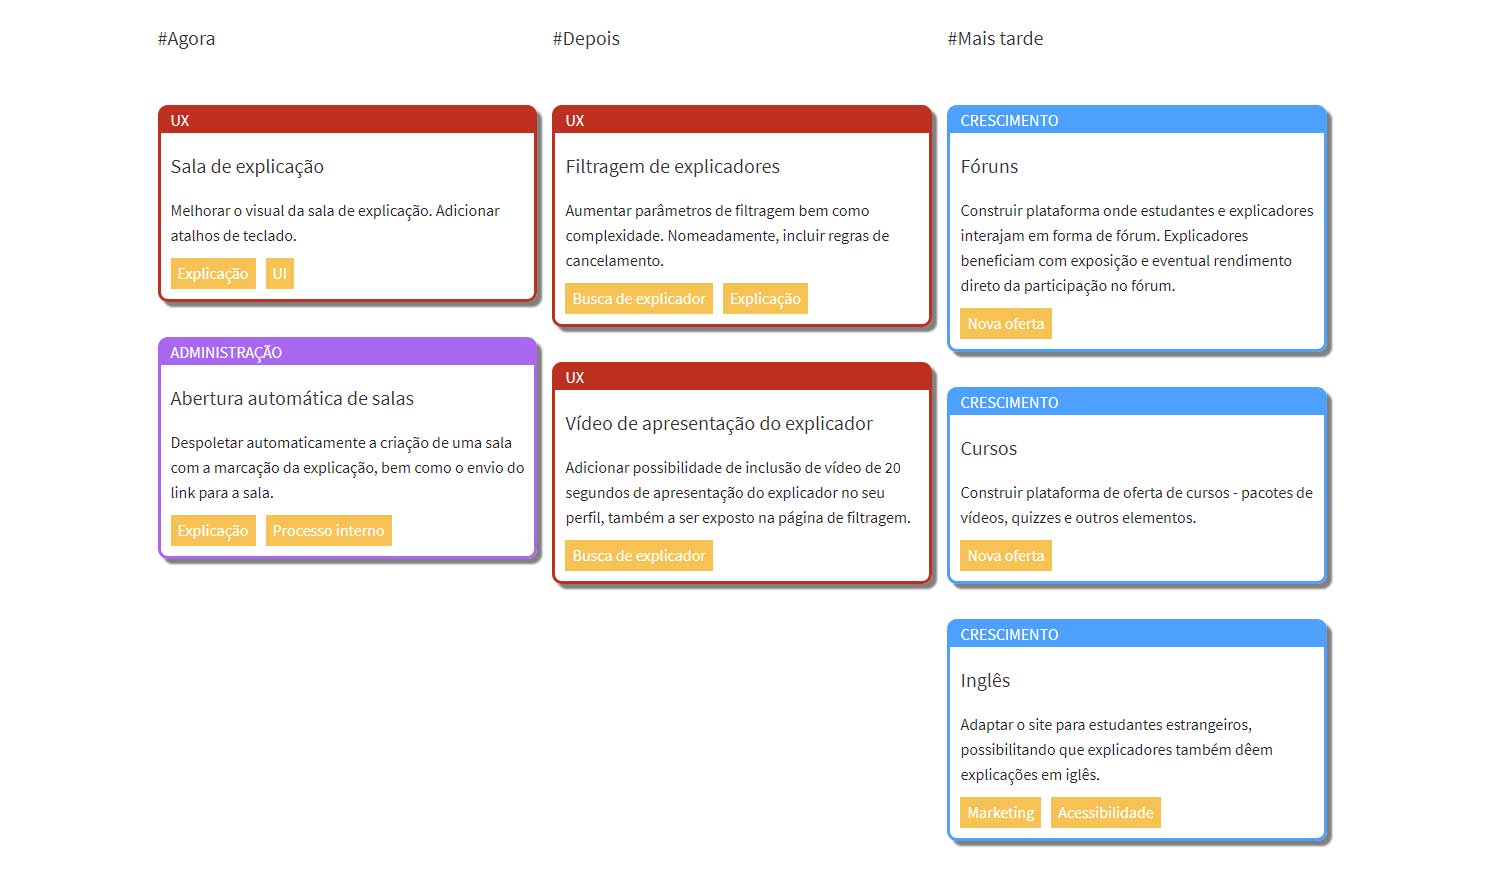 #Agora
UX
Sala de explicação
Melhorar o visual da sala de explicação. Adicionar
atalhos de teclado.
Explicação UI
ADMINISTRAÇÃO
Abertura automática de salas
Despoletar automaticamente a criação de uma sala
com a marcação da explicação, bem como o envio do
link para a sala.
Explicação Processo interno
#Depois
UX
Filtragem de explicadores
Aumentar parâmetros de filtragem bem como
complexidade. Nomeadamente, incluir regras de
cancelamento.
Busca de explicador Explicação
UX
Vídeo de apresentação do explicador
Adicionar possibilidade de inclusão de vídeo de 20
segundos de apresentação do explicador no seu
perfil, também a ser exposto na página de filtragem.
Busca de explicador
#Mais tarde
CRESCIMENTO
Fóruns
Construir plataforma onde estudantes e explicadores
interajam em forma de fórum. Explicadores
beneficiam com exposição e eventual rendimento
direto da participação no fórum.
Nova oferta
CRESCIMENTO
Cursos
Construir plataforma de oferta de cursos - pacotes de
vídeos, quizzes e outros elementos.
Nova oferta
CRESCIMENTO
Inglês
Adaptar o site para estudantes estrangeiros,
possibilitando que explicadores também dêem
explicações em iglês.
Marketing Acessibilidade